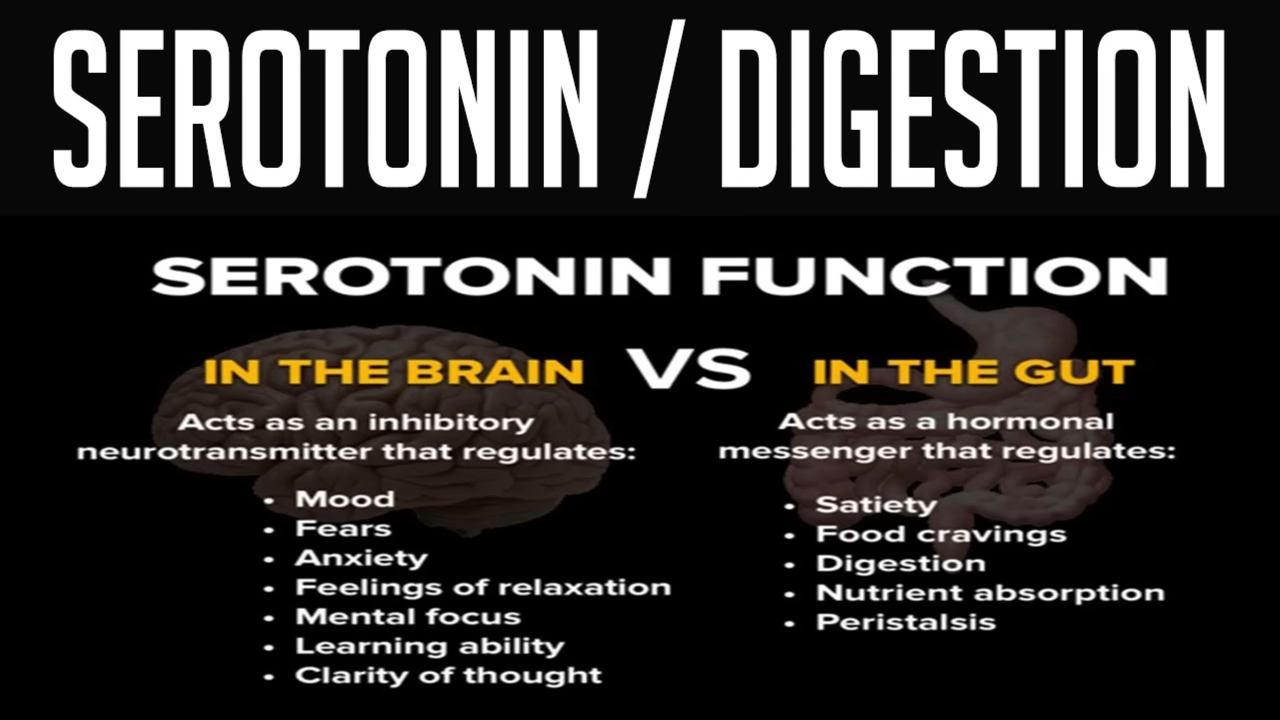 SEROTONIN / DIGESTION
SEROTONIN FUNCTION
IN THE BRAIN VS IN THE GUT
Acts as an inhibitory
neurotransmitter that regulates:
• Mood
• Fears
• Anxiety
• Feelings of relaxation
• Mental focus
• Learning ability
• Clarity of thought
Acts as a hormonal
messenger that regulates:
• Satiety
• Food cravings
• Digestion
• Nutrient absorption
• Peristalsis